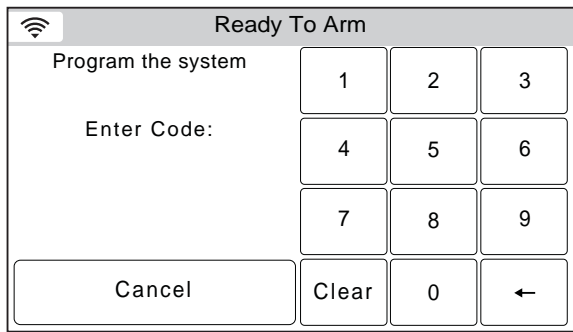 Ready To Arm
Program the system
Enter Code:
1 2 3
4 5 6
7 8 9
Cancel Clear 0 ←